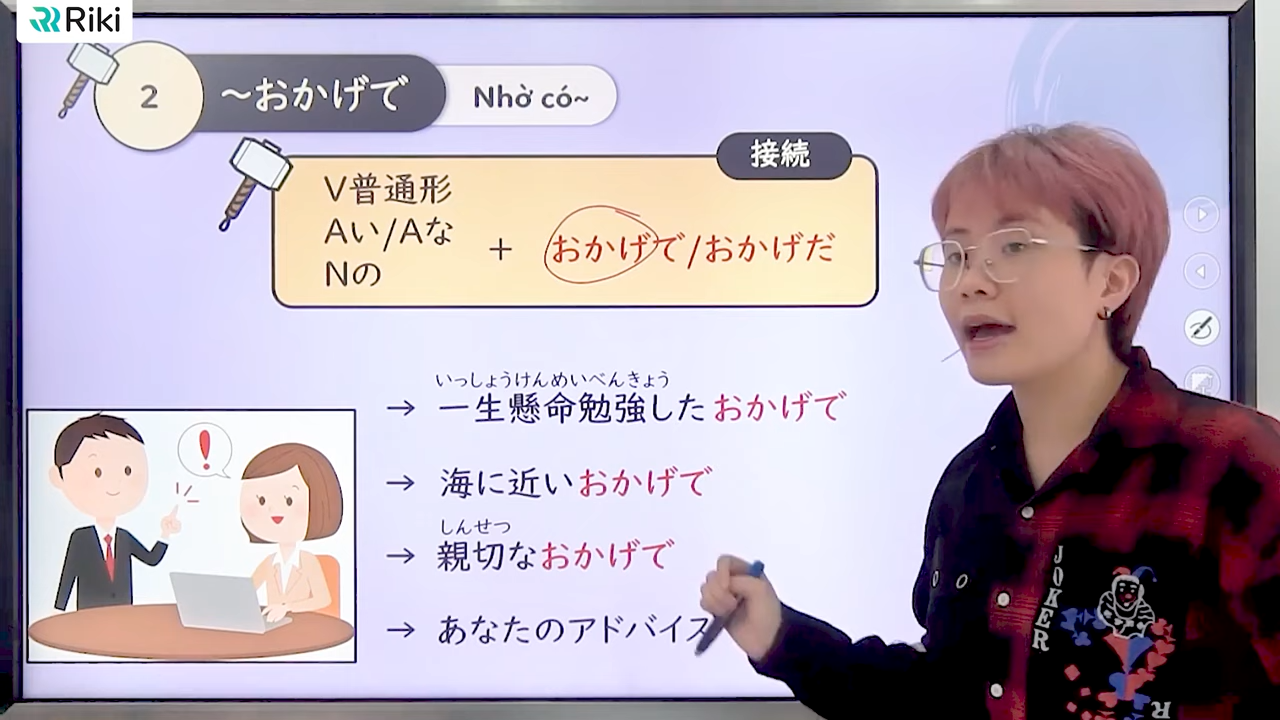 Riki
2
～おかげで
Nhờ có~
接続
V普通形
Aい/Aな
Nの
+
おかげで/おかげだ
いっしょうけんめいべんきょう
→ 一生懸命勉強したおかげで
→ 海に近いおかげで
しんせつ
→ 親切なおかげで
→ あなたのアドバイス
!
JOKER
R